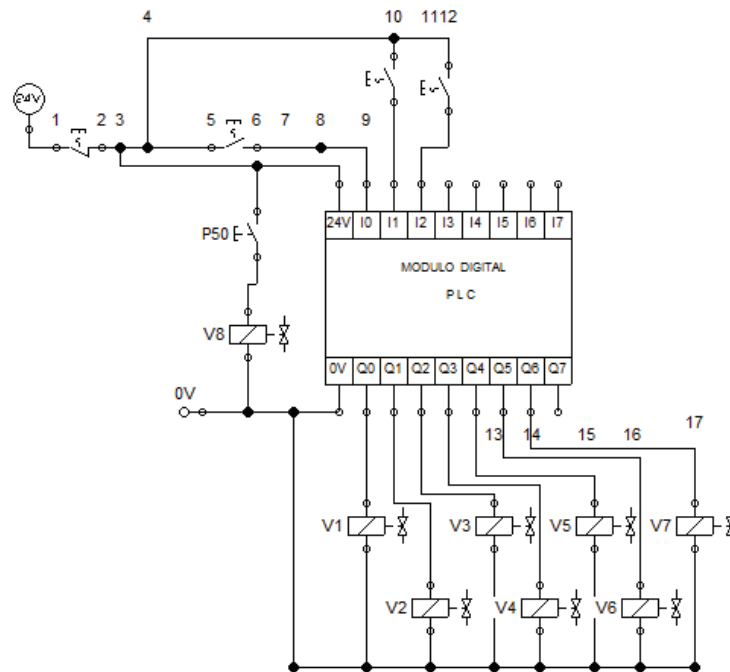 4 10 1112
24V 1 2 3 5 6 7 8 9
P50
24V I0 I1 I2 I3 I4 I5 I6 I7
MODULO DIGITAL
P L C
V8
0V Q0 Q1 Q2 Q3 Q4 Q5 Q6 Q7
0V
13 14 15 16 17
V1 V3 V5 V7
V2 V4 V6